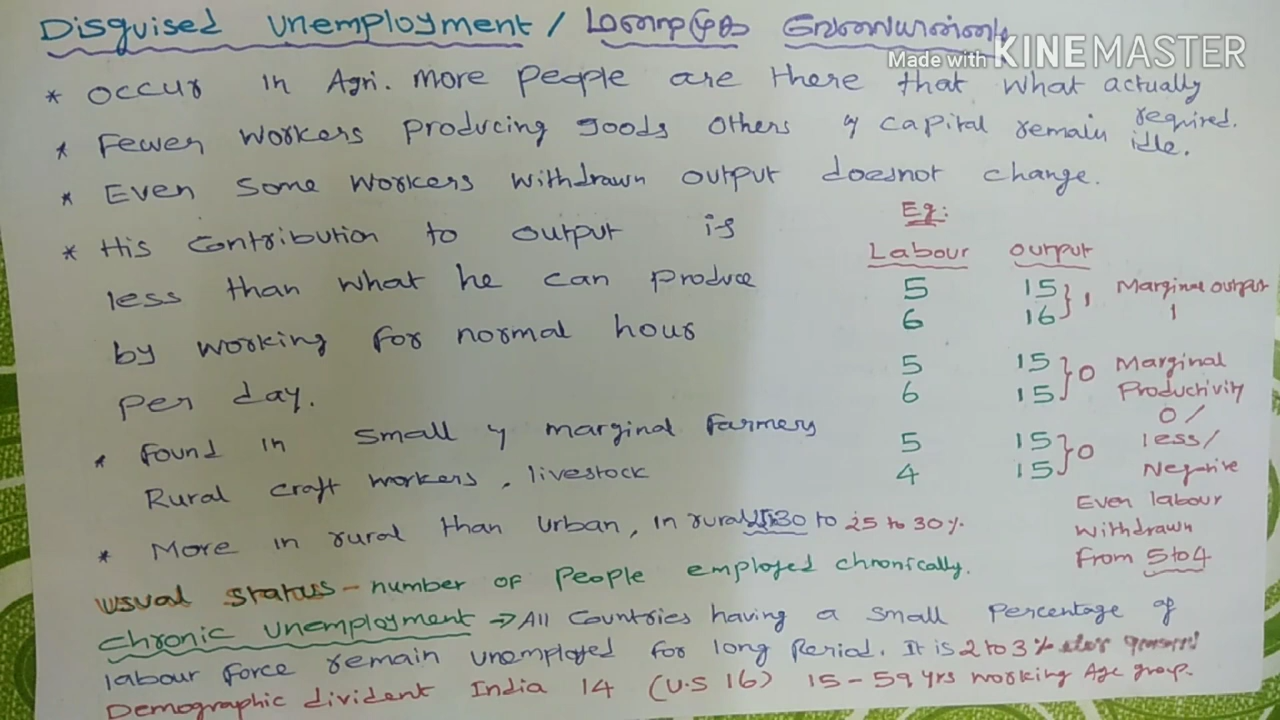 Disguised Unemployment / மறைமுக
Made with KINEMASTER
* Occur in Agri. More people are there that what actually required.
* Fewer workers producing goods others & capital remain idle.
* Even some workers withdrawn output doesnot change.
* His contribution to output is
less than what he can produce
by working for normal hour
per day.
* Found in small & marginal farmers
Rural craft workers, livestock
* More in rural than urban, in rural to 25 to 30%
Eg:
Labour output
5 15 } 1 Marginal output
6 16 1
5 15 } 0 Marginal
6 15 Productivity
0/
5 15 } 0 less/
4 15 Negative
Even labour
withdrawn
From 5 to 4
Usual status - number of people employed chronically.
Chronic unemployment → All countries having a small percentage of
labour force remain unemployed for long period. It is 2 to 3%
Demographic divident India 14 (U.S 16) 15-59 yrs working Age group.